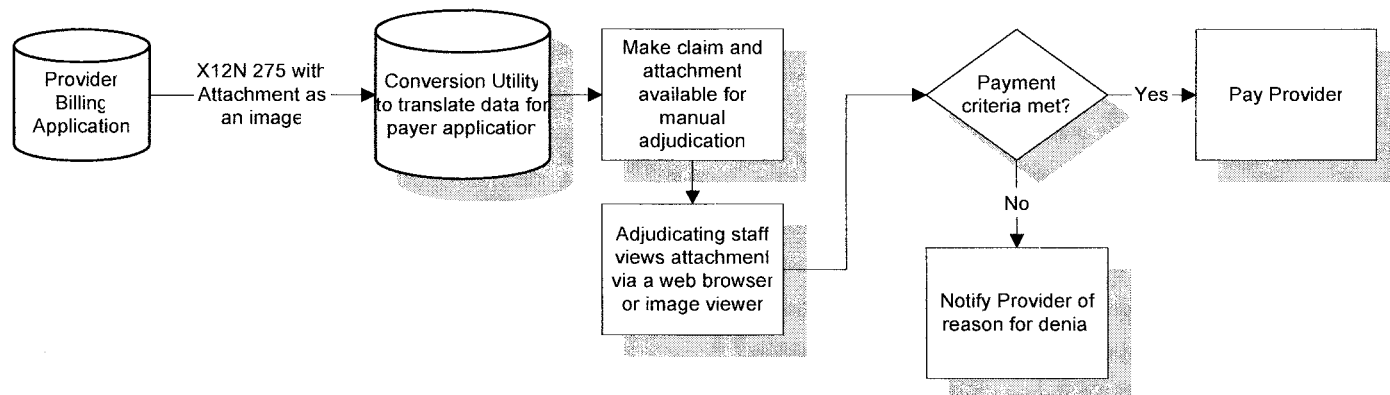 Provider
Billing
Application
X12N 275 with
Attachment as
an image
Conversion Utility
to translate data for
payer application
Make claim and
attachment
available for
manual
adjudication
Adjudicating staff
views attachment
via a web browser
or image viewer
Payment
criteria met?
Yes
Pay Provider
No
Notify Provider of
reason for denia